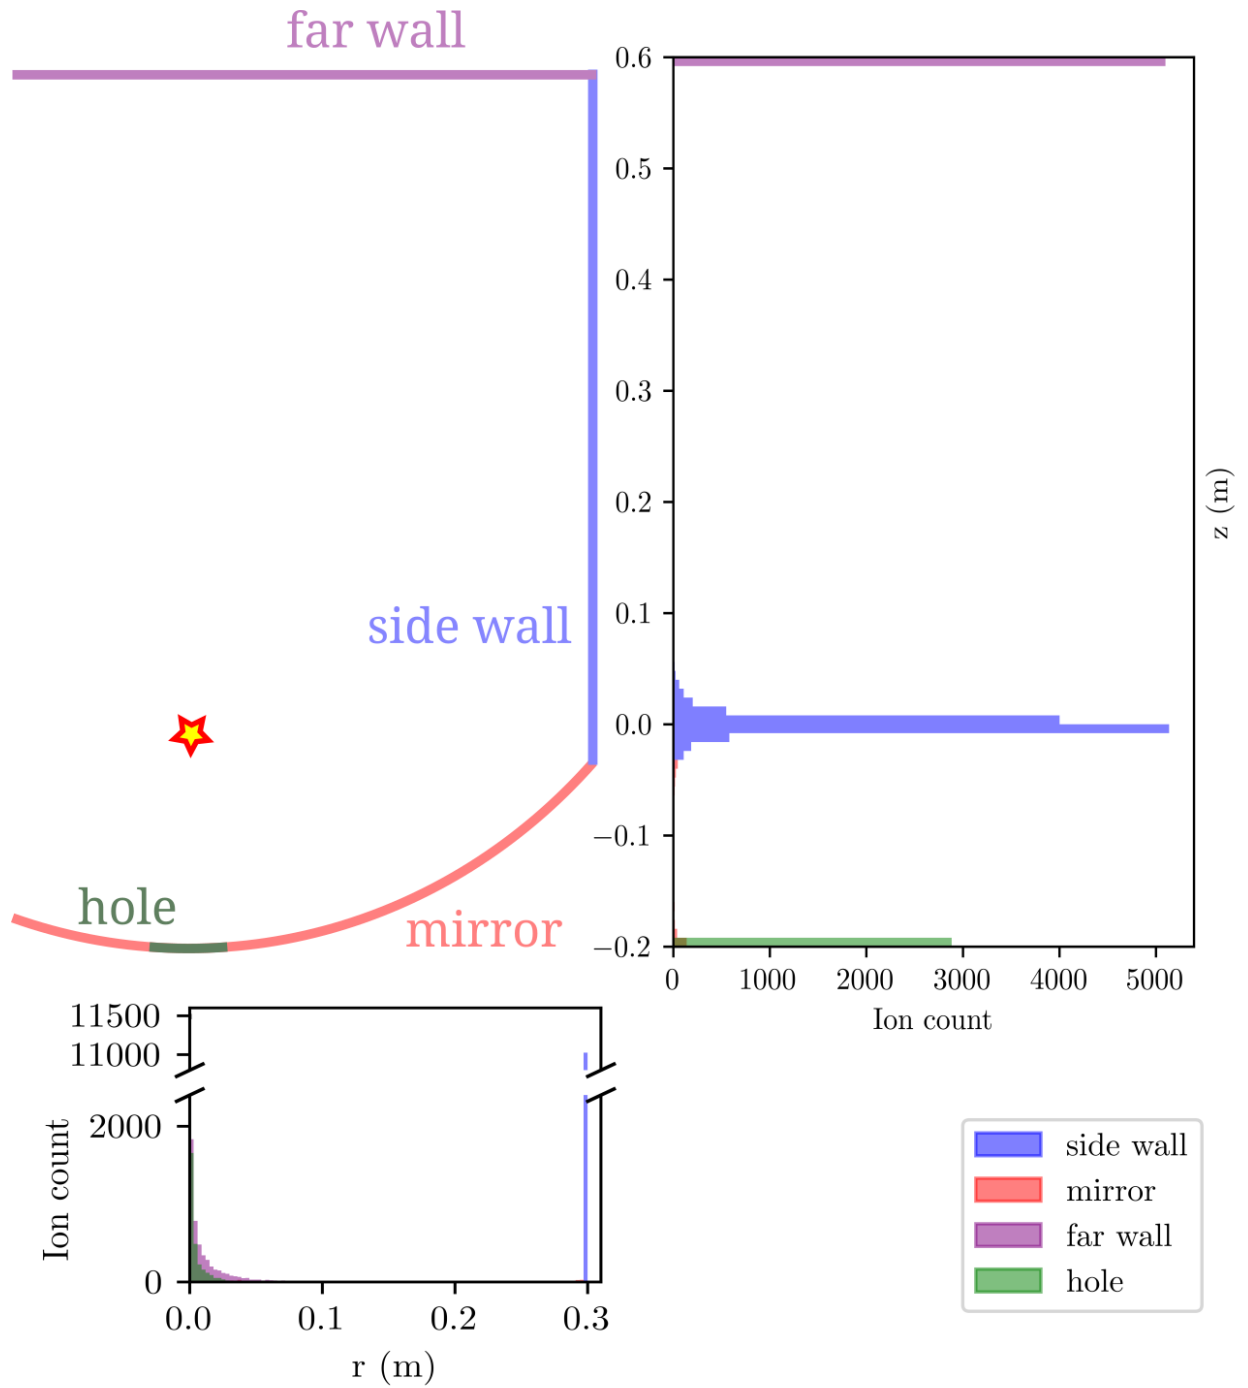 far wall
side wall
hole
mirror
0.6
0.5
0.4
0.3
0.2
0.1
0.0
−0.1
−0.2
z (m)
0 1000 2000 3000 4000 5000
Ion count
11500
11000
2000
0
Ion count
0.0 0.1 0.2 0.3
r (m)
side wall
mirror
far wall
hole